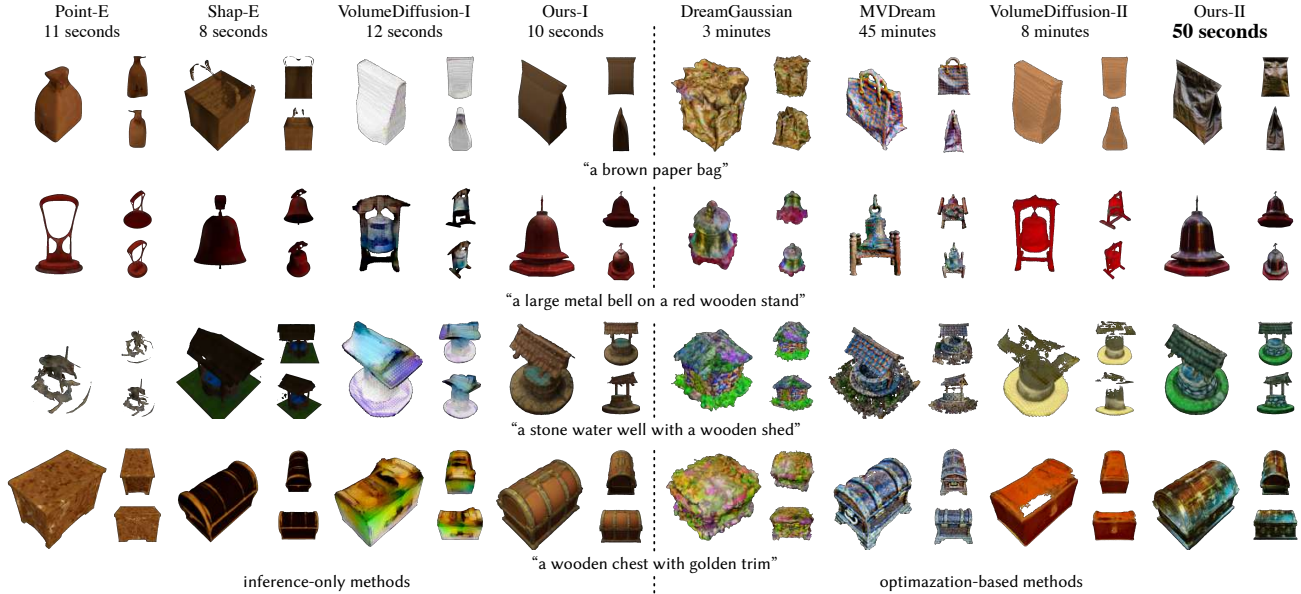 Point-E Shap-E VolumeDiffusion-I Ours-I DreamGaussian MVDream VolumeDiffusion-II Ours-II
11 seconds 8 seconds 12 seconds 10 seconds 3 minutes 45 minutes 8 minutes 50 seconds
“a brown paper bag”
“a large metal bell on a red wooden stand”
“a stone water well with a wooden shed”
“a wooden chest with golden trim”
inference-only methods optimazation-based methods